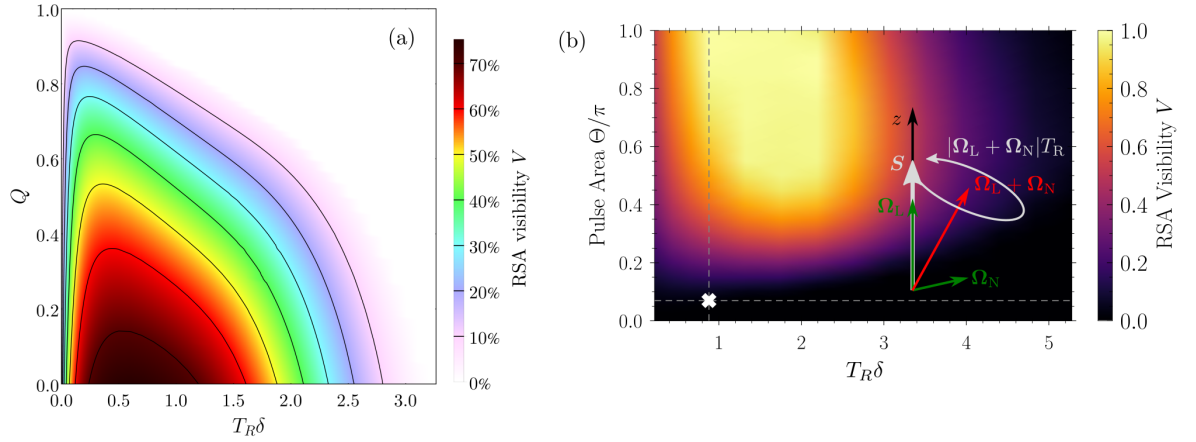 (a)
Q
1.0
0.8
0.6
0.4
0.2
0.0
0.0 0.5 1.0 1.5 2.0 2.5 3.0
T_Rδ
70%
60%
50%
40%
30%
20%
10%
0%
RSA visibility V
(b)
Pulse Area Θ/π
1.0
0.8
0.6
0.4
0.2
0.0
1 2 3 4 5
T_Rδ
z
S
|Ω_L + Ω_N|T_R
Ω_L + Ω_N
Ω_L
Ω_N
1.0
0.8
0.6
0.4
0.2
0.0
RSA Visibility V